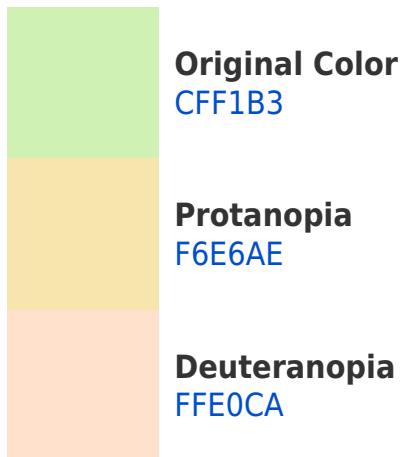 Original Color
CFF1B3
Protanopia
F6E6AE
Deuteranopia
FFE0CA